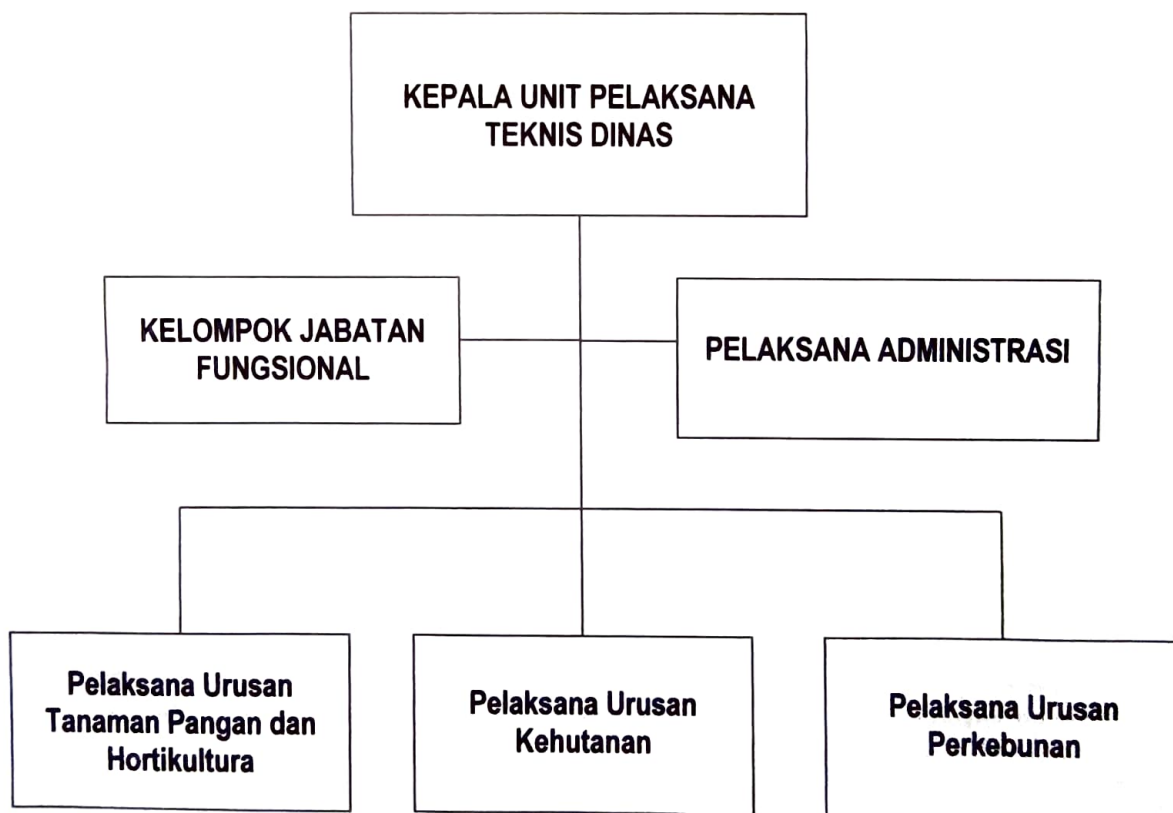 KEPALA UNIT PELAKSANA
TEKNIS DINAS
KELOMPOK JABATAN
FUNGSIONAL
PELAKSANA ADMINISTRASI
Pelaksana Urusan
Tanaman Pangan dan
Hortikultura
Pelaksana Urusan
Kehutanan
Pelaksana Urusan
Perkebunan